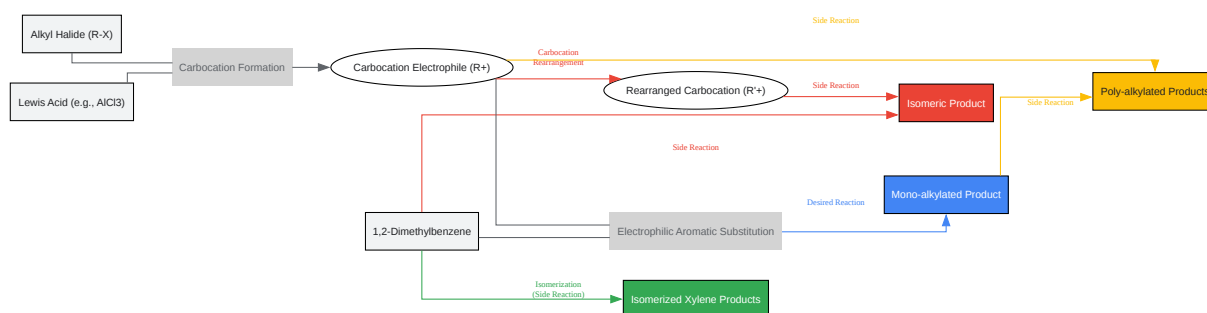 Side Reaction
Alkyl Halide (R-X)
Carbocation
Rearrangement
Carbocation Formation
Carbocation Electrophile (R+)
Side Reaction
Rearranged Carbocation (R'+)
Poly-alkylated Products
Lewis Acid (e.g., AlCl3)
Isomeric Product
Side Reaction
Side Reaction
Mono-alkylated Product
Desired Reaction
1,2-Dimethylbenzene
Electrophilic Aromatic Substitution
Isomerization
(Side Reaction)
Isomerized Xylene Products